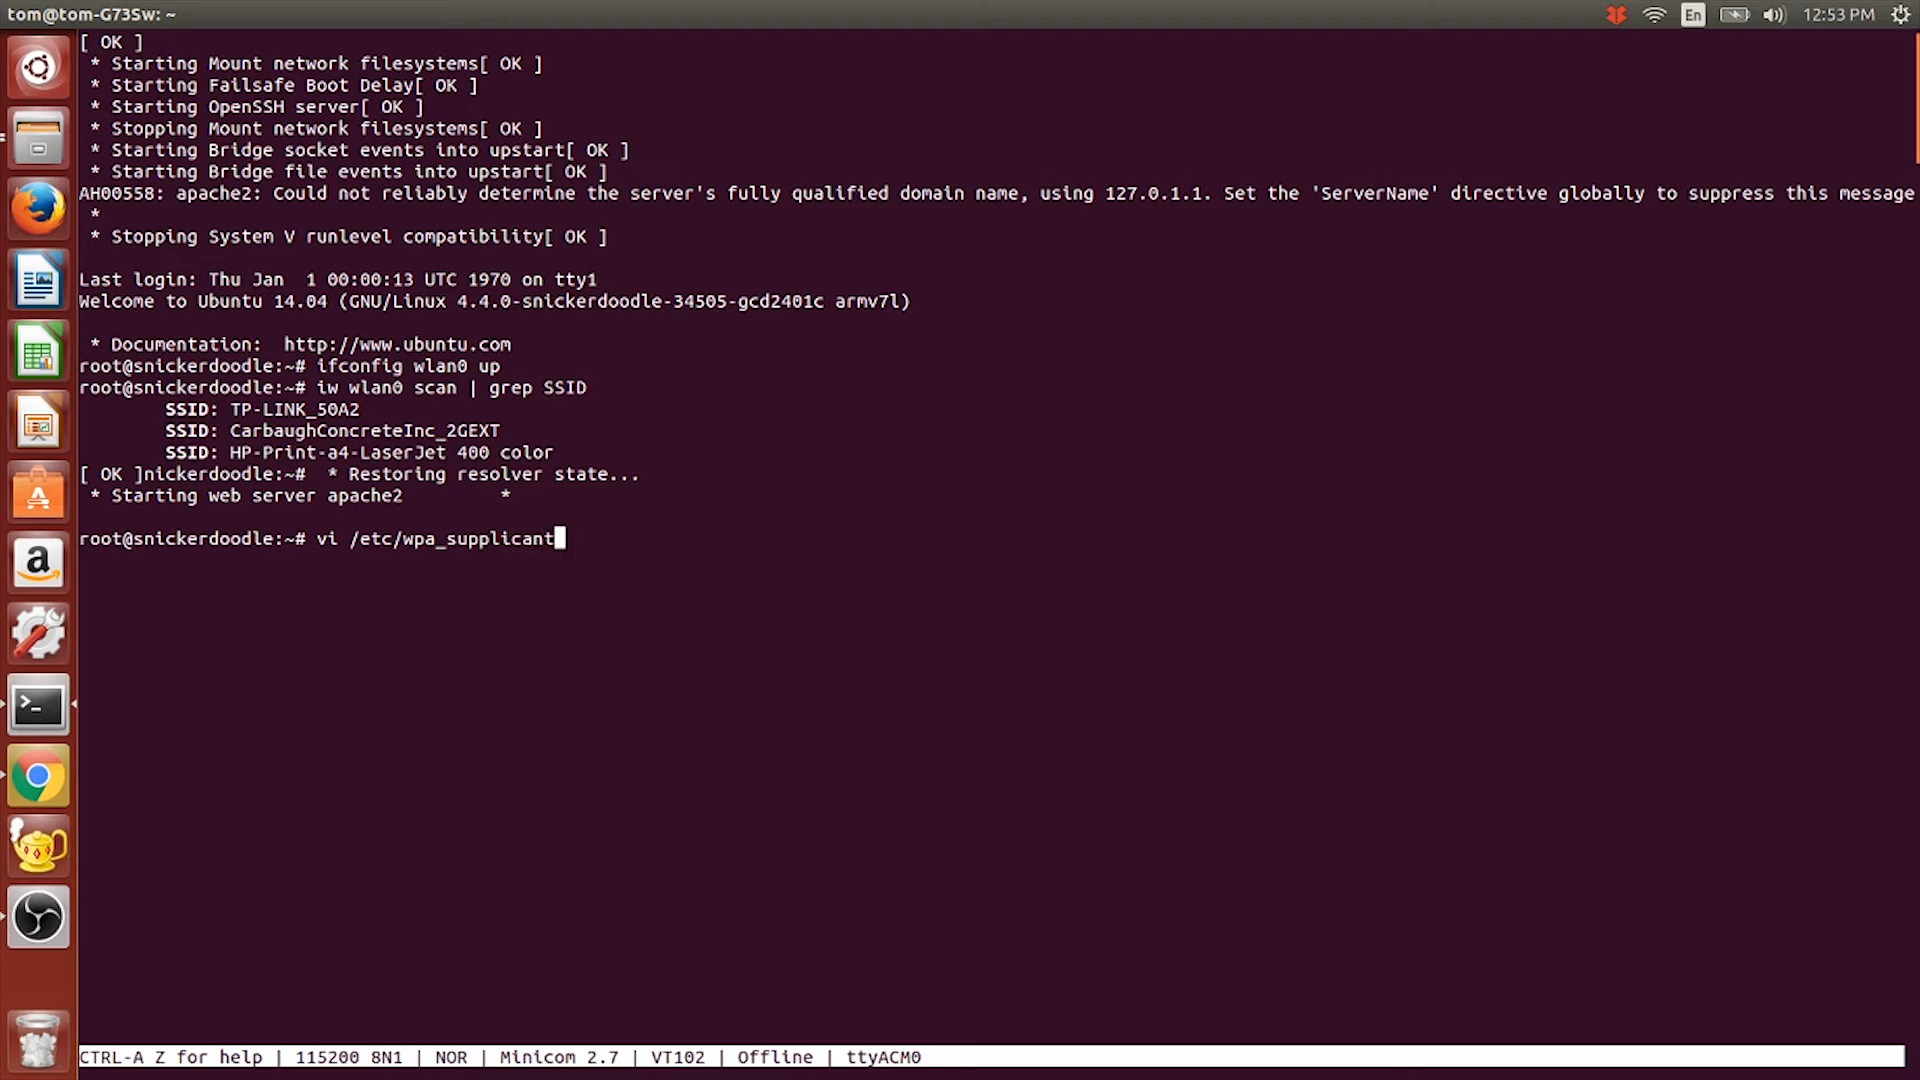 tom@tom-G73Sw: ~
En
12:53 PM
[ OK ]
* Starting Mount network filesystems[ OK ]
* Starting Failsafe Boot Delay[ OK ]
* Starting OpenSSH server[ OK ]
* Stopping Mount network filesystems[ OK ]
* Starting Bridge socket events into upstart[ OK ]
* Starting Bridge file events into upstart[ OK ]
AH00558: apache2: Could not reliably determine the server's fully qualified domain name, using 127.0.1.1. Set the 'ServerName' directive globally to suppress this message
*
* Stopping System V runlevel compatibility[ OK ]
Last login: Thu Jan  1 00:00:13 UTC 1970 on tty1
Welcome to Ubuntu 14.04 (GNU/Linux 4.4.0-snickerdoodle-34505-gcd2401c armv7l)
* Documentation:  http://www.ubuntu.com
root@snickerdoodle:~# ifconfig wlan0 up
root@snickerdoodle:~# iw wlan0 scan | grep SSID
SSID: TP-LINK_50A2
SSID: CarbaughConcreteInc_2GEXT
SSID: HP-Print-a4-LaserJet 400 color
[ OK ]nickerdoodle:~#  * Restoring resolver state...
* Starting web server apache2         *
root@snickerdoodle:~# vi /etc/wpa_supplicant
CTRL-A Z for help | 115200 8N1 | NOR | Minicom 2.7 | VT102 | Offline | ttyACM0